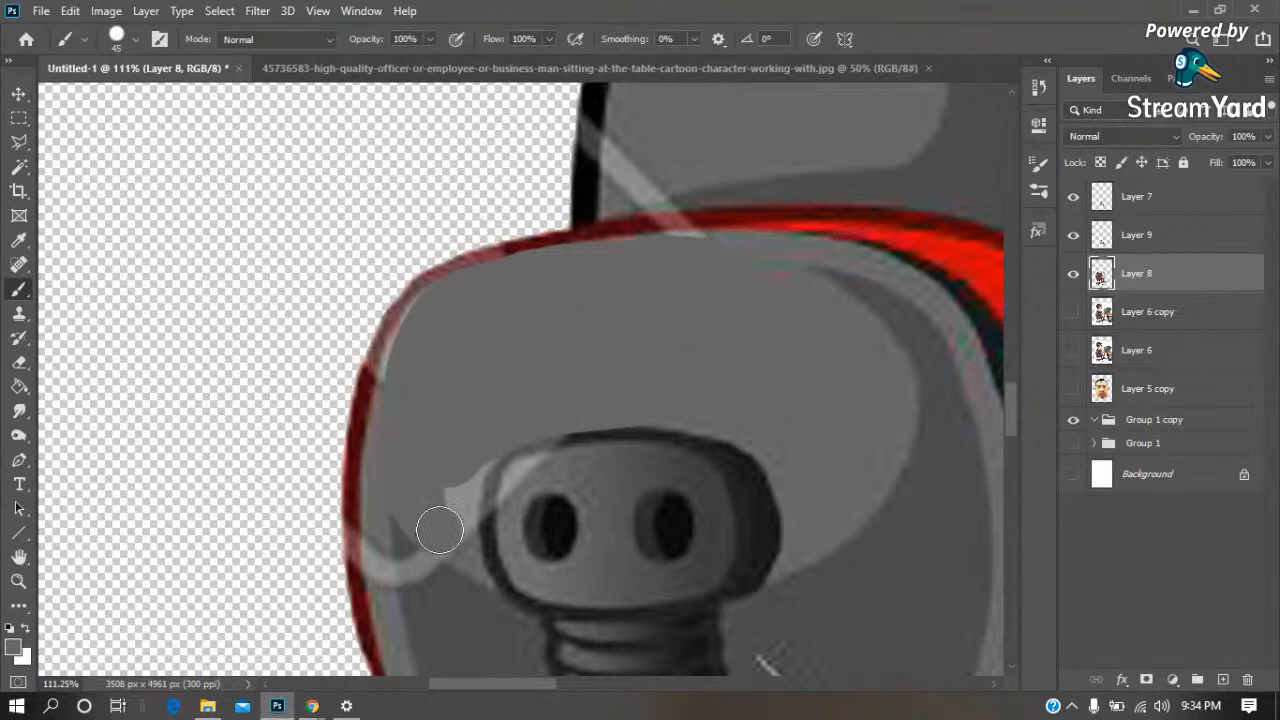 Ps File Edit Image Layer Type Select Filter 3D View Window Help
Powered by
StreamYard
45 Mode: Normal Opacity: 100% Flow: 100% Smoothing: 0% 0°
Untitled-1 @ 111% (Layer 8, RGB/8) * ×
45736583-high-quality-officer-or-employee-or-business-man-sitting-at-the-table-cartoon-character-working-with.jpg @ 50% (RGB/8#) ×
Layers Channels
Kind
Normal Opacity: 100%
Lock: Fill: 100%
Layer 7
Layer 9
Layer 8
Layer 6 copy
Layer 6
Layer 5 copy
Group 1 copy
Group 1
Background
111.25% 3508 px x 4961 px (300 ppi)
9:34 PM